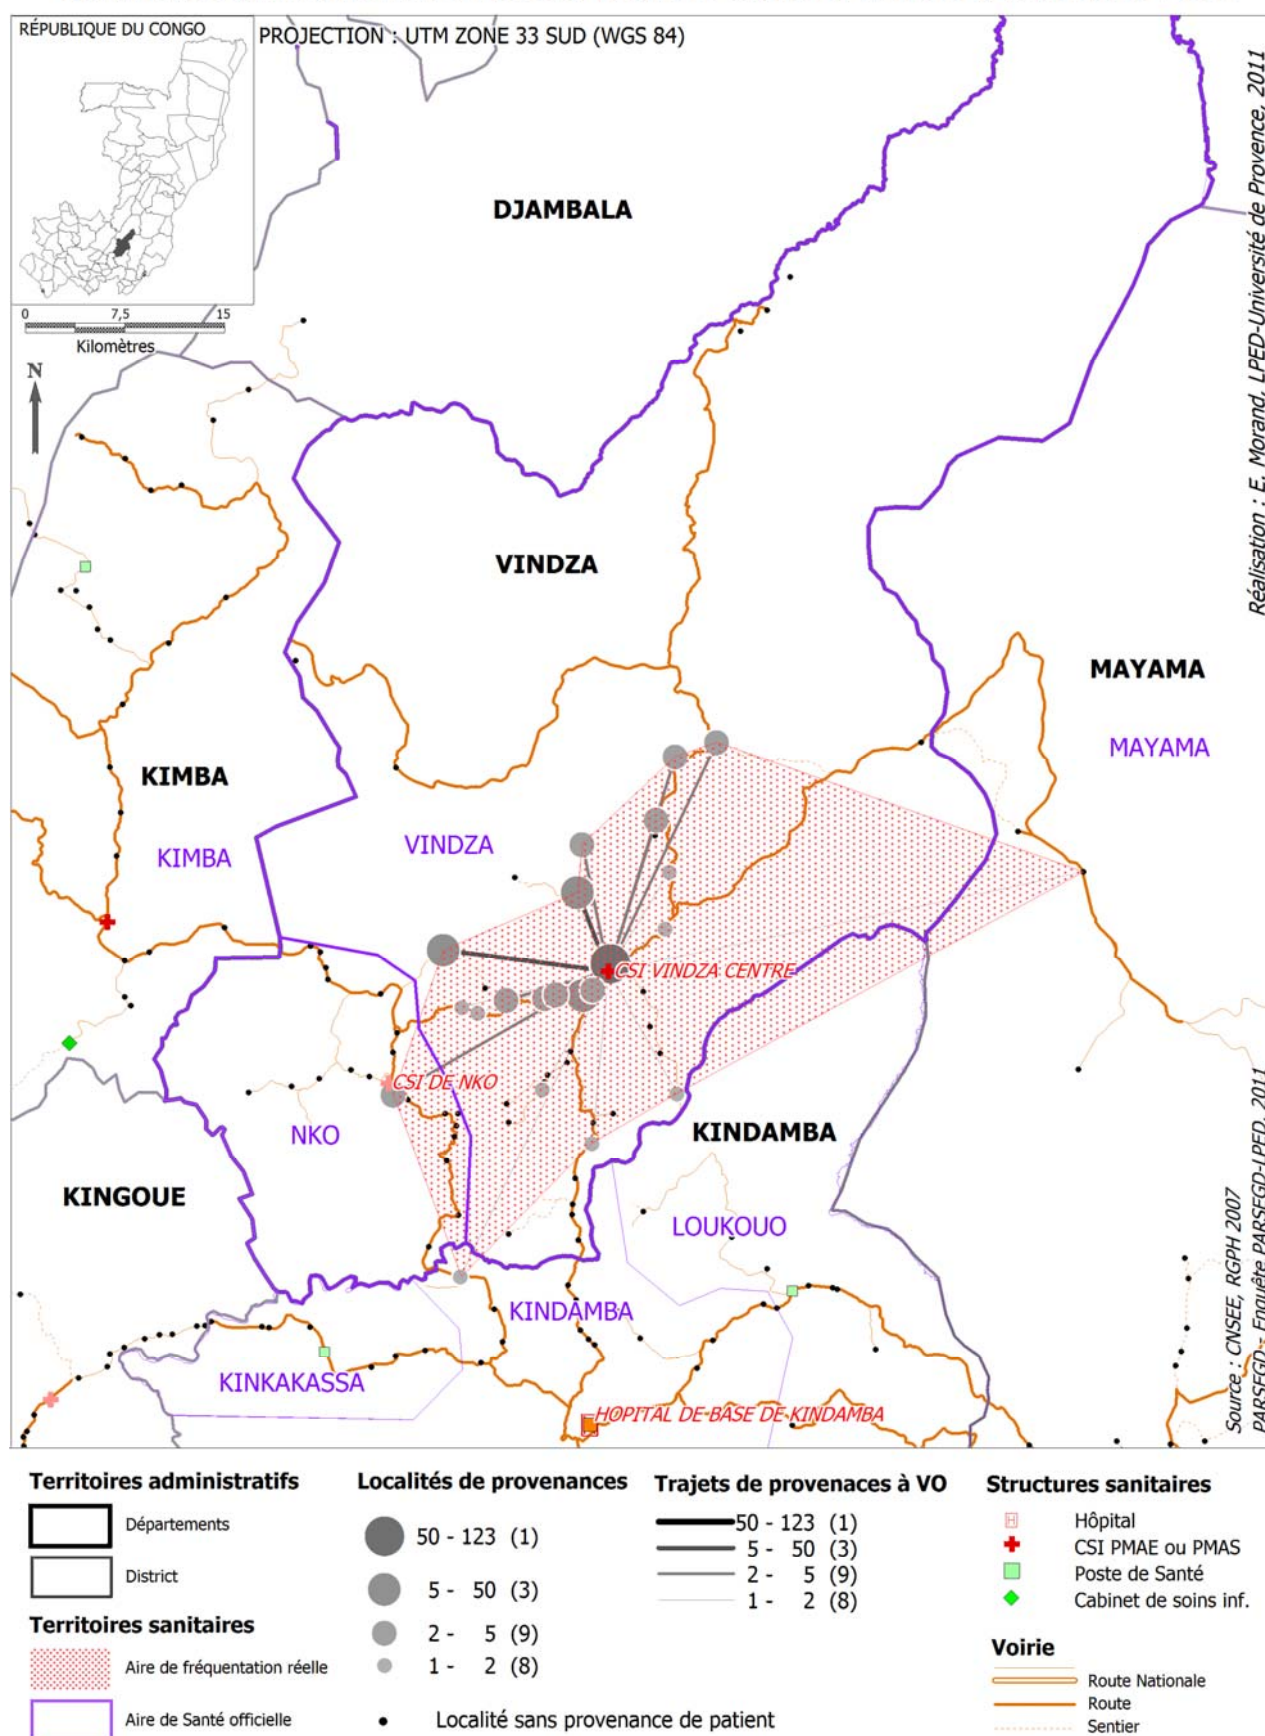 RÉPUBLIQUE DU CONGO
PROJECTION : UTM ZONE 33 SUD (WGS 84)
0 7,5 15
Kilomètres
N
Réalisation : E. Morand, LPED-Université de Provence, 2011
DJAMBALA
VINDZA
MAYAMA
MAYAMA
KIMBA
KIMBA
VINDZA
CSI VINDZA CENTRE
CSI DE NKO
NKO
KINDAMBA
KINGOUE
LOUKOUO
KINDAMBA
KINKAKASSA
HOPITAL DE BASE DE KINDAMBA
Source : CNSEE, RGPH 2007
PARSEGD - Enquête PARSEGD-LPED, 2011
Territoires administratifs
Départements
District
Territoires sanitaires
Aire de fréquentation réelle
Aire de Santé officielle
Localités de provenances
50 - 123 (1)
5 - 50 (3)
2 - 5 (9)
1 - 2 (8)
Localité sans provenance de patient
Trajets de provenaces à VO
50 - 123 (1)
5 - 50 (3)
2 - 5 (9)
1 - 2 (8)
Structures sanitaires
H Hôpital
CSI PMAE ou PMAS
Poste de Santé
Cabinet de soins inf.
Voirie
Route Nationale
Route
Sentier